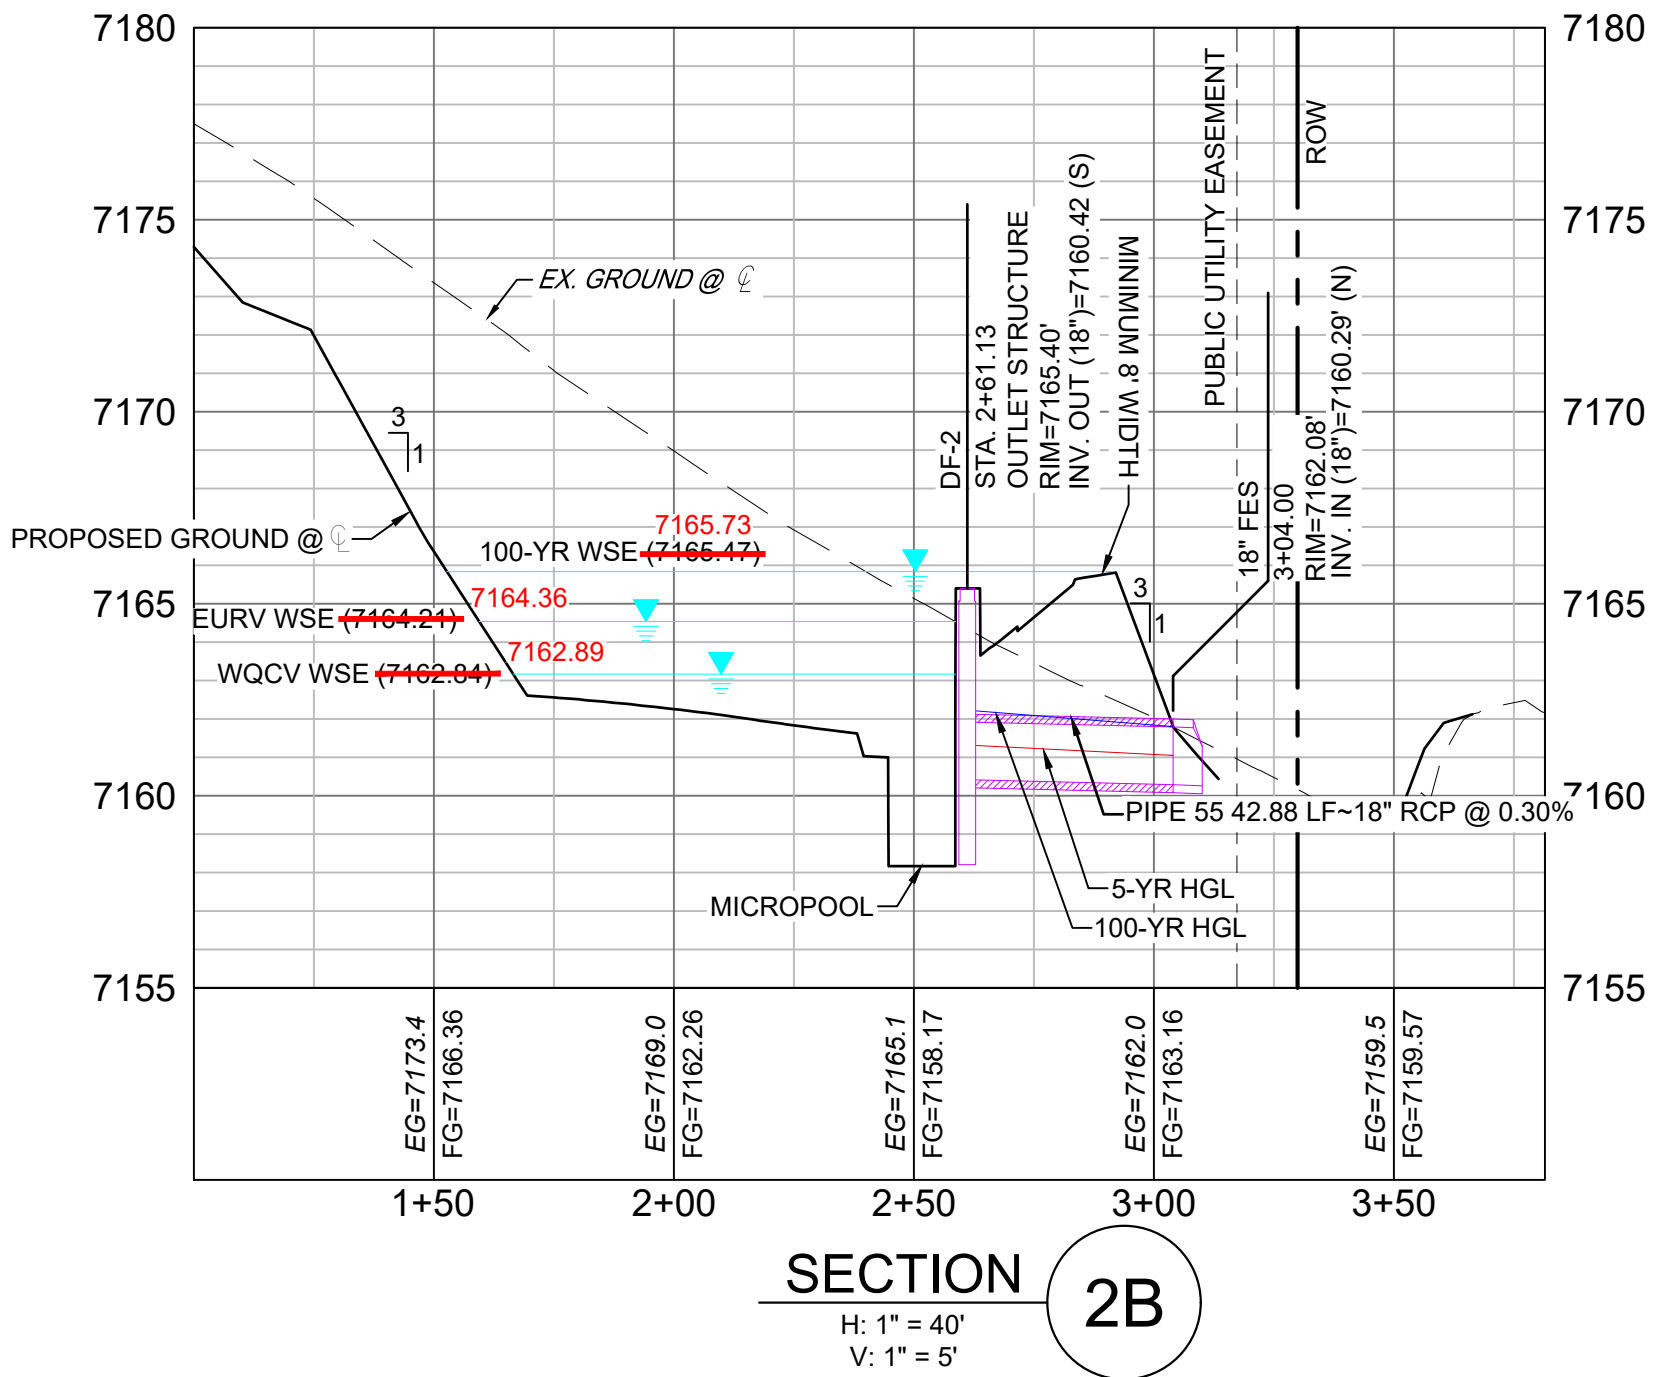 7180
7180
7175
7175
7170
7170
7165
7165
7160
7160
7155
7155
EX. GROUND @ ℄
3
1
PROPOSED GROUND @ ℄
7165.73
100-YR WSE (7165.47)
7164.36
EURV WSE (7164.21)
7162.89
WQCV WSE (7162.84)
DF-2
STA. 2+61.13
OUTLET STRUCTURE
RIM=7165.40'
INV. OUT (18")=7160.42 (S)
MINIMUM 8' WIDTH
3
1
PUBLIC UTILITY EASEMENT
ROW
18" FES
3+04.00
RIM=7162.08'
INV. IN (18")=7160.29' (N)
PIPE 55 42.88 LF~18" RCP @ 0.30%
5-YR HGL
100-YR HGL
MICROPOOL
EG=7173.4
FG=7166.36
EG=7169.0
FG=7162.26
EG=7165.1
FG=7158.17
EG=7162.0
FG=7163.16
EG=7159.5
FG=7159.57
1+50
2+00
2+50
3+00
3+50
SECTION
2B
H: 1" = 40'
V: 1" = 5'